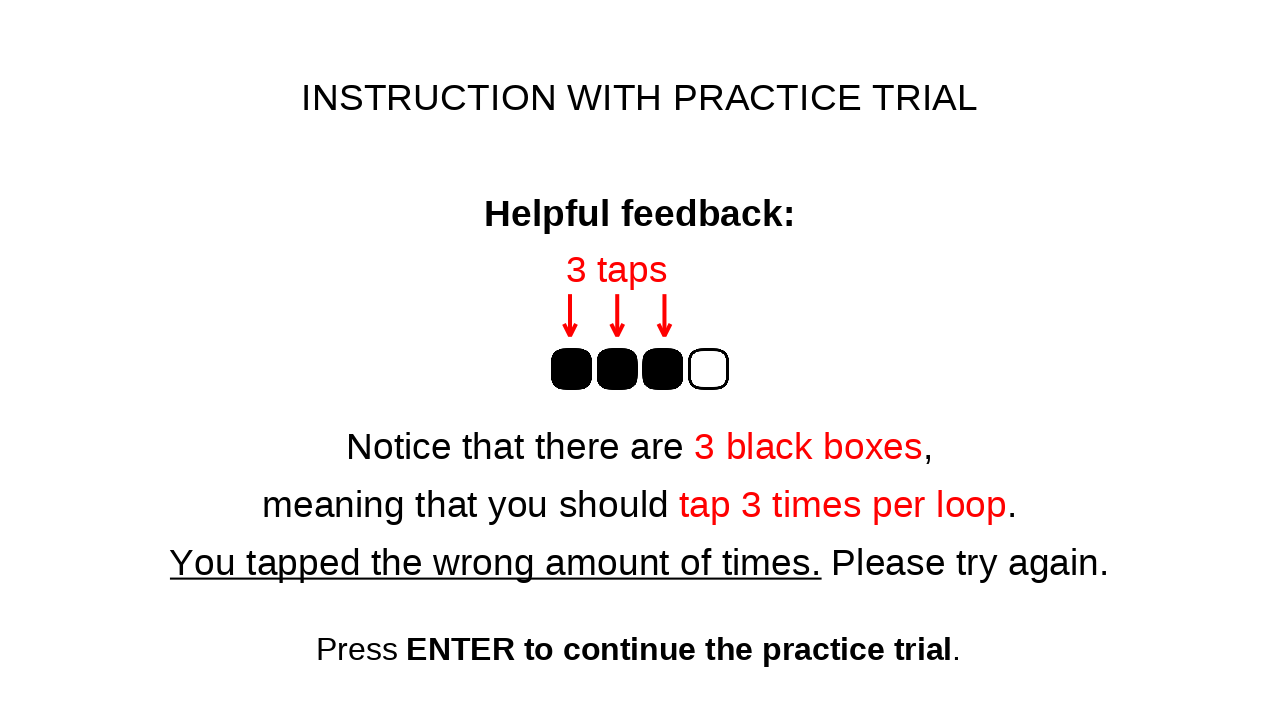 INSTRUCTION WITH PRACTICE TRIAL
Helpful feedback:
3 taps
Notice that there are 3 black boxes,
meaning that you should tap 3 times per loop.
You tapped the wrong amount of times. Please try again.
Press ENTER to continue the practice trial.